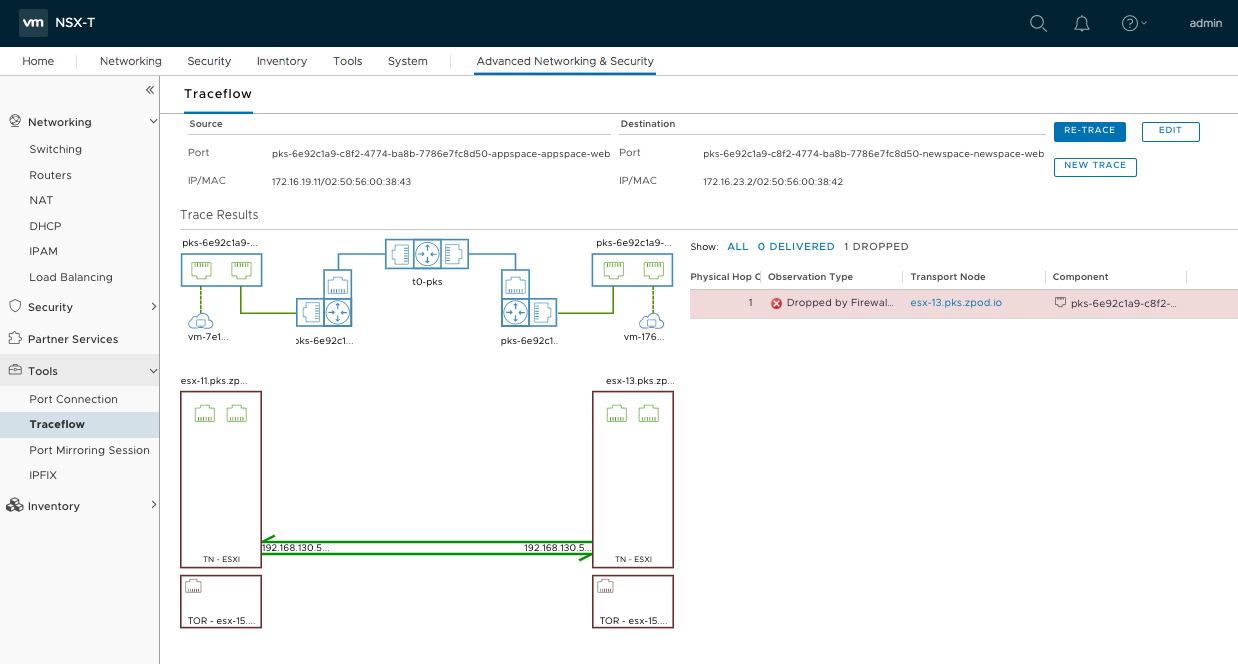 vm NSX-T
admin
Home Networking Security Inventory Tools System Advanced Networking & Security
Networking
Switching
Routers
NAT
DHCP
IPAM
Load Balancing
Security
Partner Services
Tools
Port Connection
Traceflow
Port Mirroring Session
IPFIX
Inventory
Traceflow
Source
Port pks-6e92c1a9-c8f2-4774-ba8b-7786e7fc8d50-appspace-appspace-web
IP/MAC 172.16.19.11/02:50:56:00:38:43
Destination
Port pks-6e92c1a9-c8f2-4774-ba8b-7786e7fc8d50-newspace-newspace-web
IP/MAC 172.16.23.2/02:50:56:00:38:42
RE-TRACE EDIT
NEW TRACE
Trace Results
pks-6e92c1a9-... pks-6e92c1a9-...
t0-pks
vm-7e1... pks-6e92c1... pks-6e92c1... vm-176...
esx-11.pks.zp... esx-13.pks.zp...
192.168.130.5... 192.168.130.5...
TN - ESXI TN - ESXI
TOR - esx-15.... TOR - esx-15....
Show: ALL 0 DELIVERED 1 DROPPED
Physical Hop C Observation Type Transport Node Component
1 Dropped by Firewal... esx-13.pks.zpod.io pks-6e92c1a9-c8f2-...